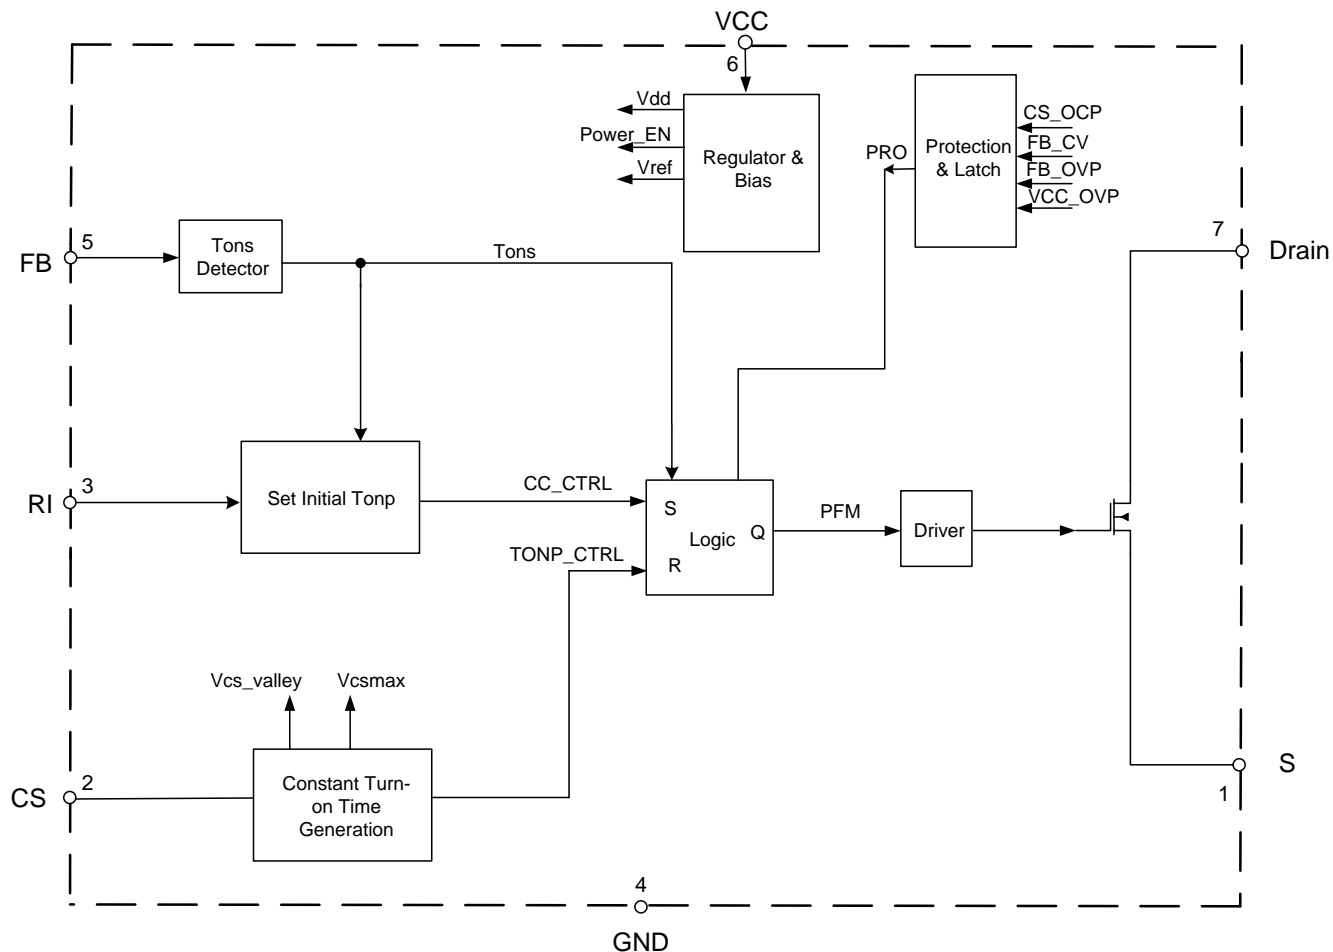 VCC
6
Vdd
Power_EN
Vref
Regulator &
Bias
PRO
Protection
& Latch
CS_OCP
FB_CV
FB_OVP
VCC_OVP
5
FB
Tons
Detector
Tons
7
Drain
3
RI
Set Initial Tonp
CC_CTRL
TONP_CTRL
S
Logic
R
Q
PFM
Driver
Vcs_valley
Vcsmax
2
CS
Constant Turn-
on Time
Generation
S
1
4
GND